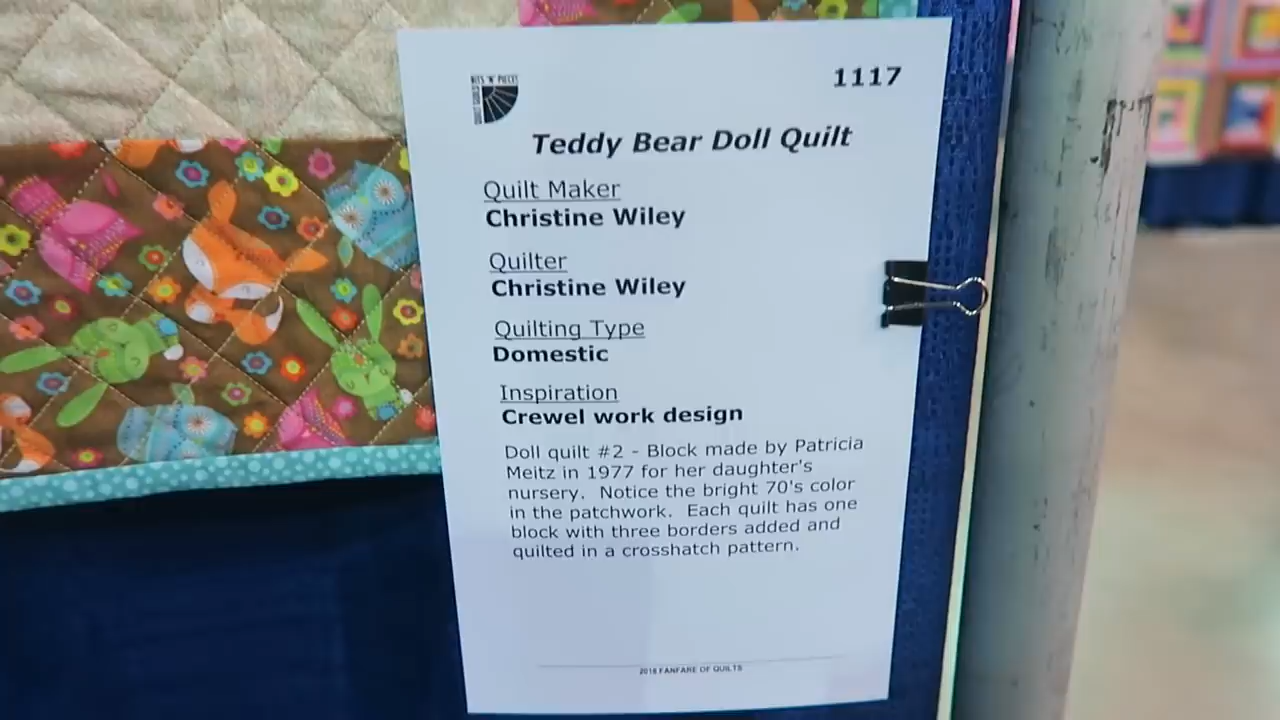 BITS 'N' PIECES
1117
Teddy Bear Doll Quilt
Quilt Maker
Christine Wiley
Quilter
Christine Wiley
Quilting Type
Domestic
Inspiration
Crewel work design
Doll quilt #2 - Block made by Patricia
Meitz in 1977 for her daughter's
nursery.  Notice the bright 70's color
in the patchwork.  Each quilt has one
block with three borders added and
quilted in a crosshatch pattern.
2018 FANFARE OF QUILTS